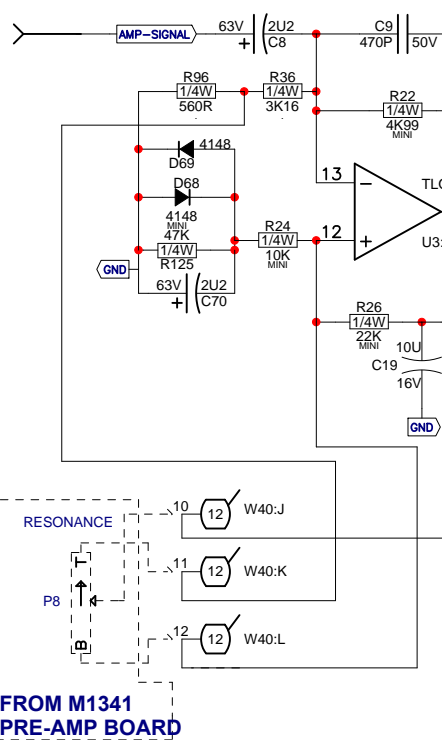 63V
2U2
C9
AMP-SIGNAL
+
C8
470P
50V
R96
R36
1/4W
1/4W
R22
560R
3K16
1/4W
4K99
MINI
4148
D69
13
TL
D68
4148
MINI
R24
12
47K
1/4W
U3:
1/4W
10K
GND
R125
MINI
63V
2U2
R26
+
C70
1/4W
22K
10U
MINI
C19
16V
GND
10
12
W40:J
RESONANCE
11
T
12
W40:K
P8
12
12
W40:L
B
FROM M1341
PRE-AMP BOARD